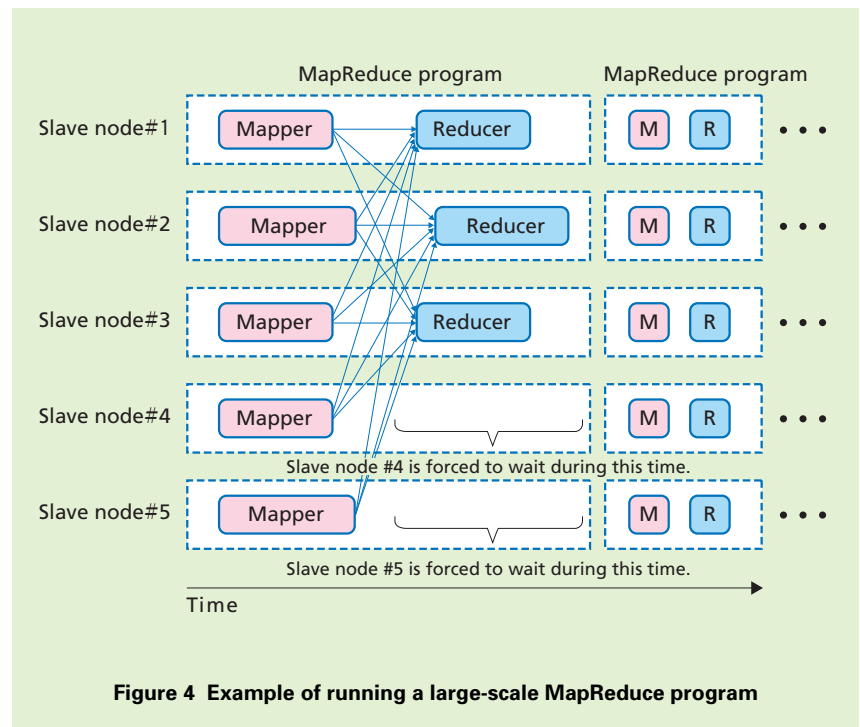 MapReduce program
MapReduce program
Slave node#1
Mapper
Reducer
M
R
Slave node#2
Mapper
Reducer
M
R
Slave node#3
Mapper
Reducer
M
R
Slave node#4
Mapper
M
R
Slave node #4 is forced to wait during this time.
Slave node#5
Mapper
M
R
Slave node #5 is forced to wait during this time.
Time
Figure 4 Example of running a large-scale MapReduce program